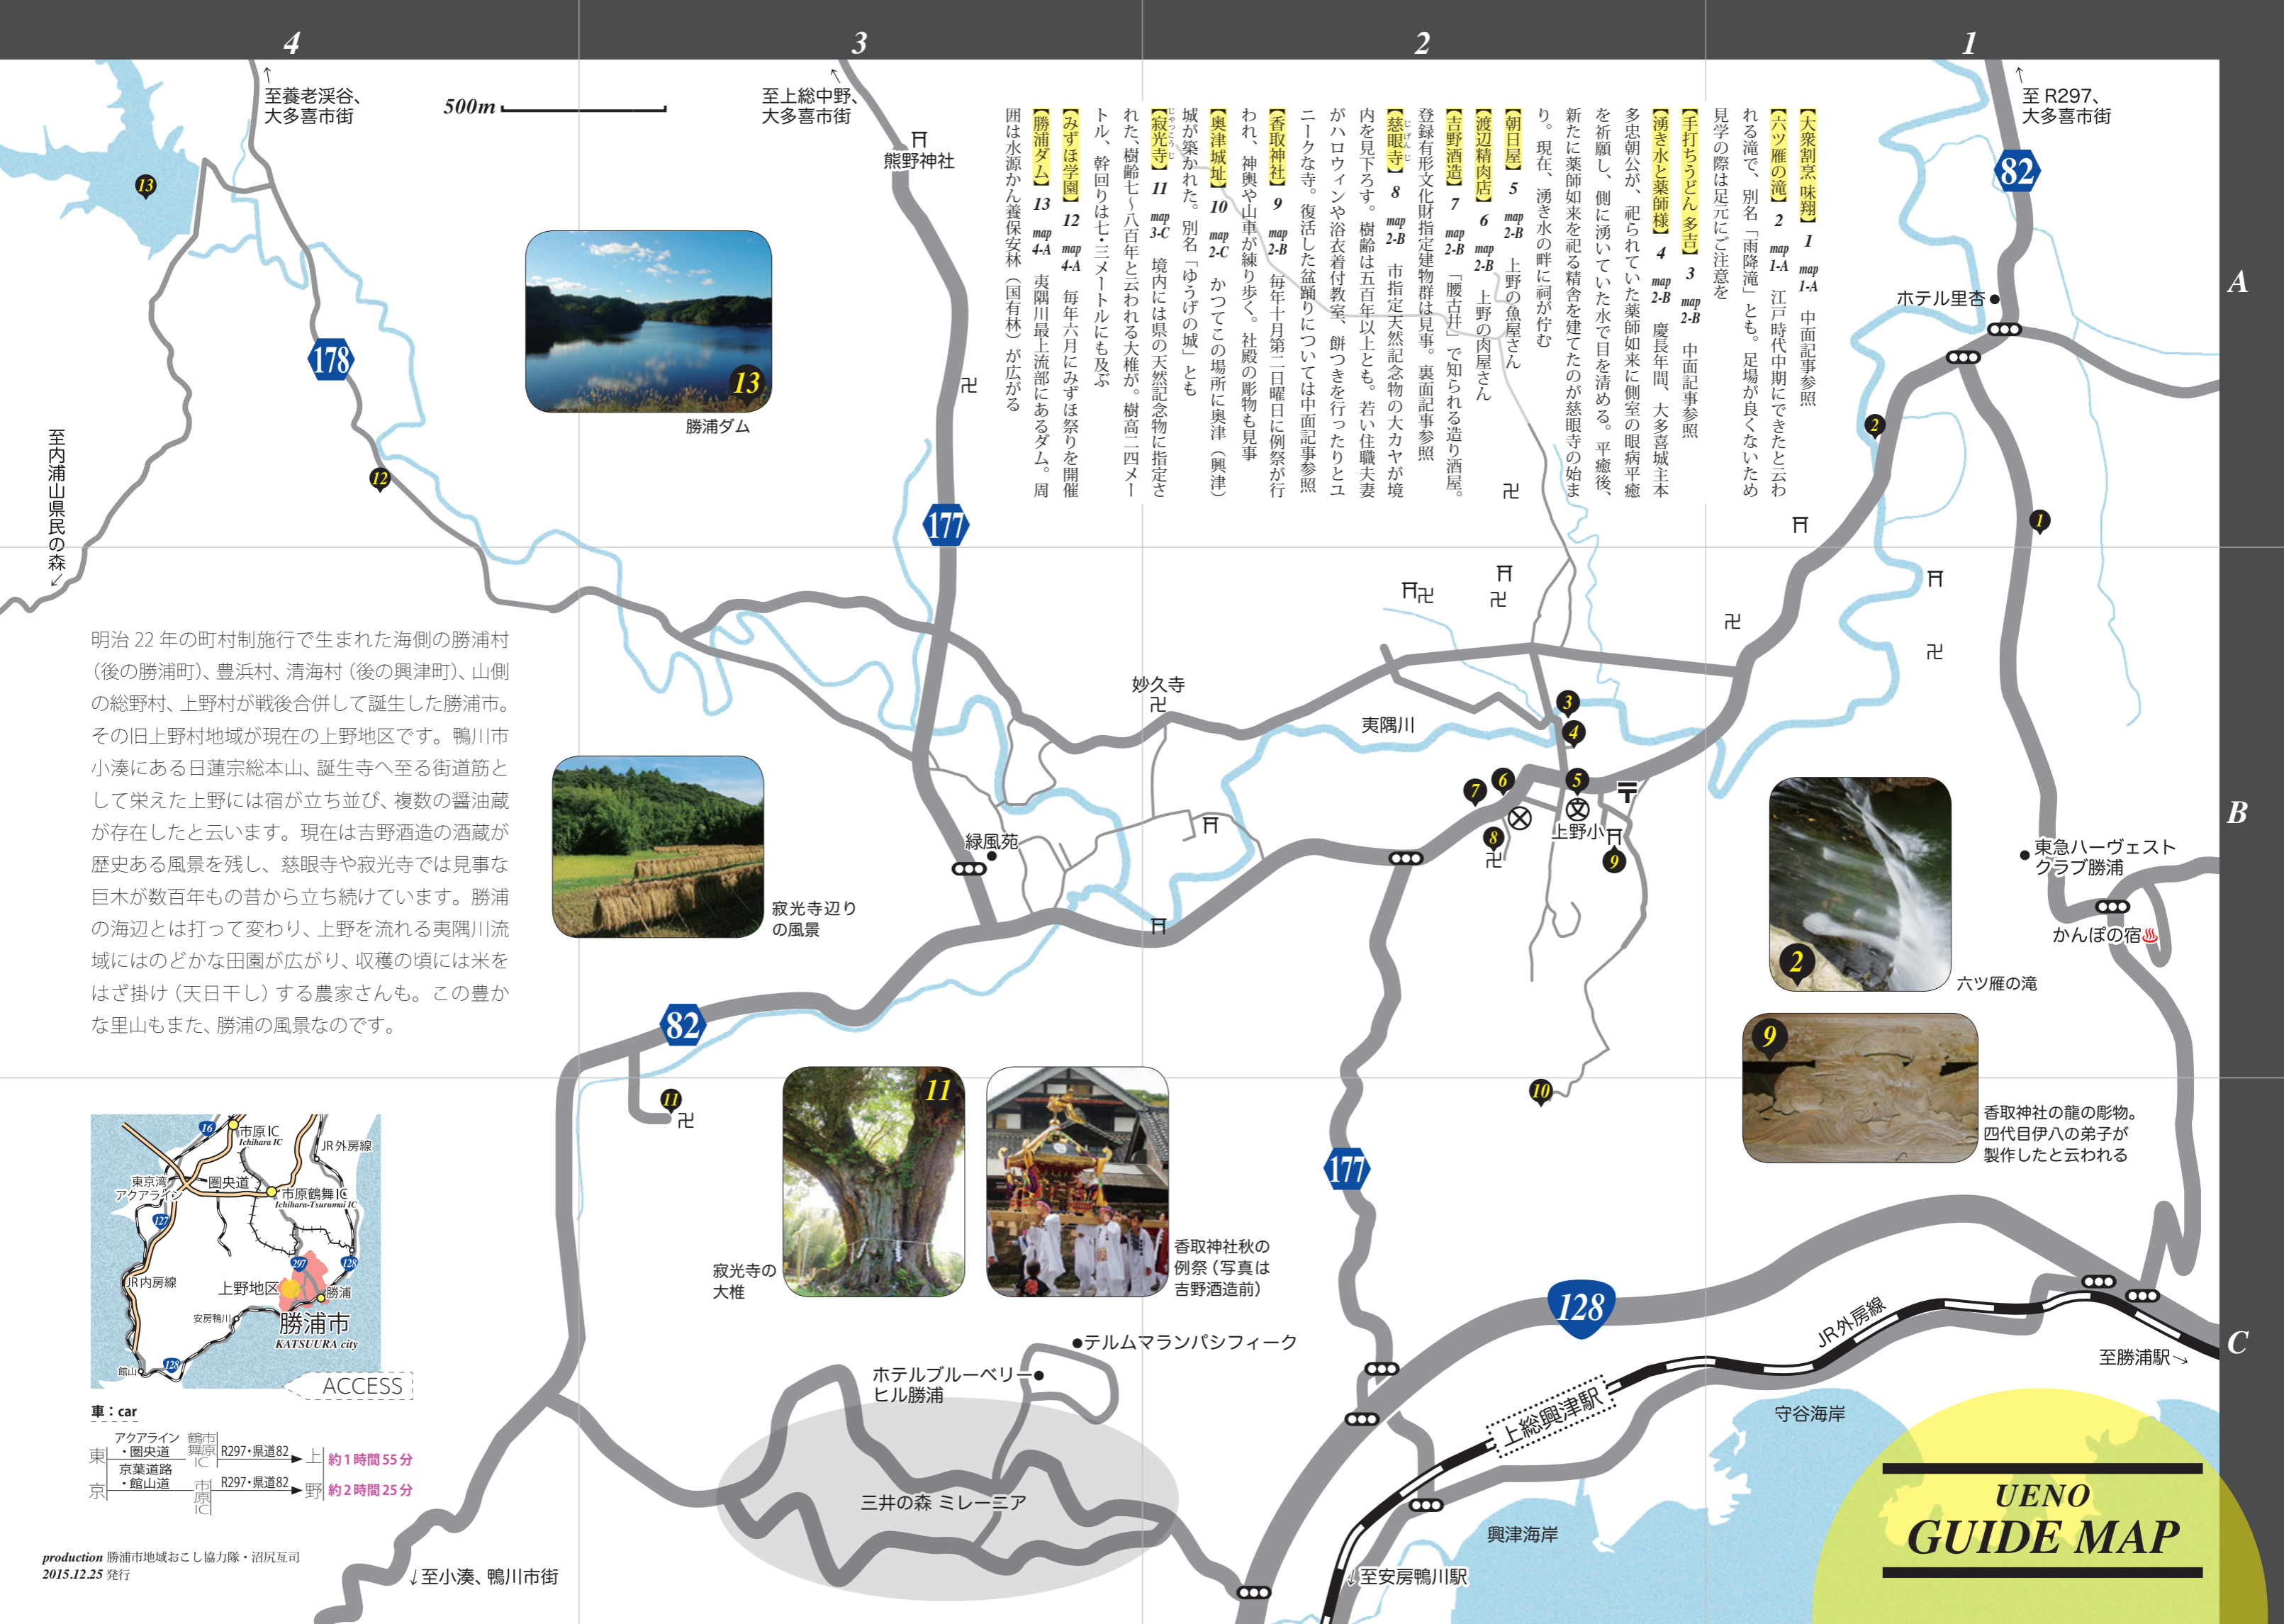 4
3
2
1
A
B
C
↑
至養老渓谷、
大多喜市街
500m
↑
至上総中野、
大多喜市街
熊野神社
↑
至 R297、
大多喜市街
82
ホテル里杏
【大衆割烹 味翔】 1 map 1-A 中面記事参照
【六ツ雁の滝】 2 map 1-A 江戸時代中期にできたと云わ
れる滝で、別名「雨降滝」とも。足場が良くないため
見学の際は足元にご注意を
【手打ちうどん 多吉】 3 map 2-B 中面記事参照
【湧き水と薬師様】 4 map 2-B 慶長年間、大多喜城主本
多忠朝公が、祀られていた薬師如来に側室の眼病平癒
を祈願し、側に湧いていた水で目を清める。平癒後、
新たに薬師如来を祀る精舎を建てたのが慈眼寺の始ま
り。現在、湧き水の畔に祠が佇む
【朝日屋】 5 map 2-B 上野の魚屋さん
【渡辺精肉店】 6 map 2-B 上野の肉屋さん
【吉野酒造】 7 map 2-B 「腰古井」で知られる造り酒屋。
登録有形文化財指定建物群は見事。裏面記事参照
じげんじ
【慈眼寺】 8 map 2-B 市指定天然記念物の大カヤが境
内を見下ろす。樹齢は五百年以上とも。若い住職夫妻
がハロウィンや浴衣着付教室、餅つきを行ったりとユ
ニークな寺。復活した盆踊りについては中面記事参照
【香取神社】 9 map 2-B 毎年十月第二日曜日に例祭が行
われ、神輿や山車が練り歩く。社殿の彫物も見事
【奥津城址】 10 map 2-C かつてこの場所に奥津(興津)
城が築かれた。別名「ゆうげの城」とも
じゃっこうじ
【寂光寺】 11 map 3-C 境内には県の天然記念物に指定さ
れた、樹齢七~八百年と云われる大椎が。樹高二四メー
トル、幹回りは七・三メートルにも及ぶ
【みずほ学園】 12 map 4-A 毎年六月にみずほ祭りを開催
【勝浦ダム】 13 map 4-A 夷隅川最上流部にあるダム。周
囲は水源かん養保安林(国有林)が広がる
13
178
12
至内浦山県民の森↓
13
勝浦ダム
177
2
1
明治 22 年の町村制施行で生まれた海側の勝浦村
(後の勝浦町)、豊浜村、清海村(後の興津町)、山側
の総野村、上野村が戦後合併して誕生した勝浦市。
その旧上野村地域が現在の上野地区です。鴨川市
小湊にある日蓮宗総本山、誕生寺へ至る街道筋と
して栄えた上野には宿が立ち並び、複数の醤油蔵
が存在したと云います。現在は吉野酒造の酒蔵が
歴史ある風景を残し、慈眼寺や寂光寺では見事な
巨木が数百年もの昔から立ち続けています。勝浦
の海辺とは打って変わり、上野を流れる夷隅川流
域にはのどかな田園が広がり、収穫の頃には米を
はざ掛け(天日干し)する農家さんも。この豊か
な里山もまた、勝浦の風景なのです。
妙久寺
夷隅川
3
4
5
6
7
8
9
上野小
緑風苑
寂光寺辺り
の風景
82
東急ハーヴェスト
クラブ勝浦
かんぽの宿
2
六ツ雁の滝
9
香取神社の龍の彫物。
四代目伊八の弟子が
製作したと云われる
10
11
11
寂光寺の
大椎
香取神社秋の
例祭(写真は
吉野酒造前)
177
128
16
市原IC
Ichihara IC
JR外房線
東京湾
アクアライン
圏央道
市原鶴舞IC
Ichihara-Tsurumai IC
127
297
128
JR内房線
上野地区
勝浦
安房鴨川
勝浦市
KATSUURA city
館山
128
ACCESS
車:car
東京
アクアライン
・圏央道
市原鶴舞IC
R297・県道82
上野
約1時間55分
京葉道路
・館山道
市原IC
R297・県道82
約2時間25分
production 勝浦市地域おこし協力隊・沼尻亙司
2015.12.25 発行
↓至小湊、鴨川市街
テルムマランパシフィーク
ホテルブルーベリー
ヒル勝浦
三井の森 ミレーニア
上総興津駅
JR外房線
至勝浦駅→
守谷海岸
興津海岸
↓至安房鴨川駅
UENO
GUIDE MAP